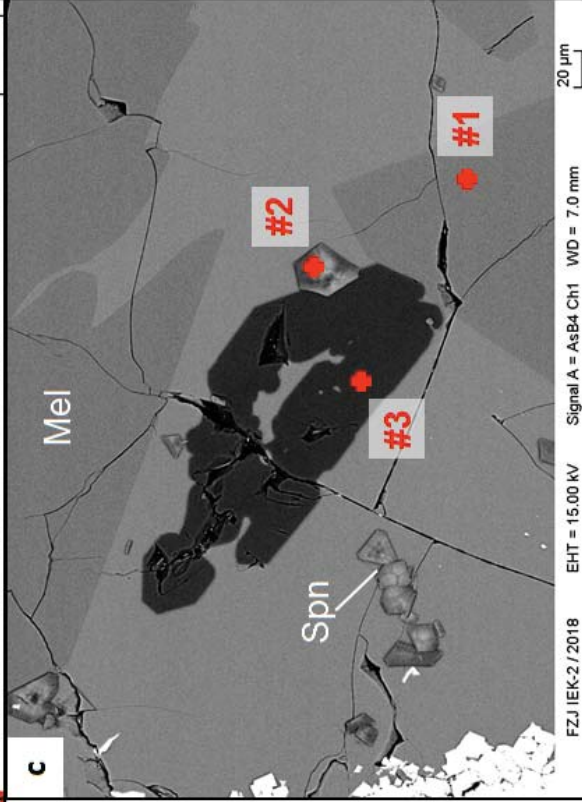 c
Mel
#2
#1
#3
Spn
FZJ IEK-2 / 2018 EHT = 15.00 kV Signal A = AsB4 Ch1 WD = 7.0 mm 20 µm